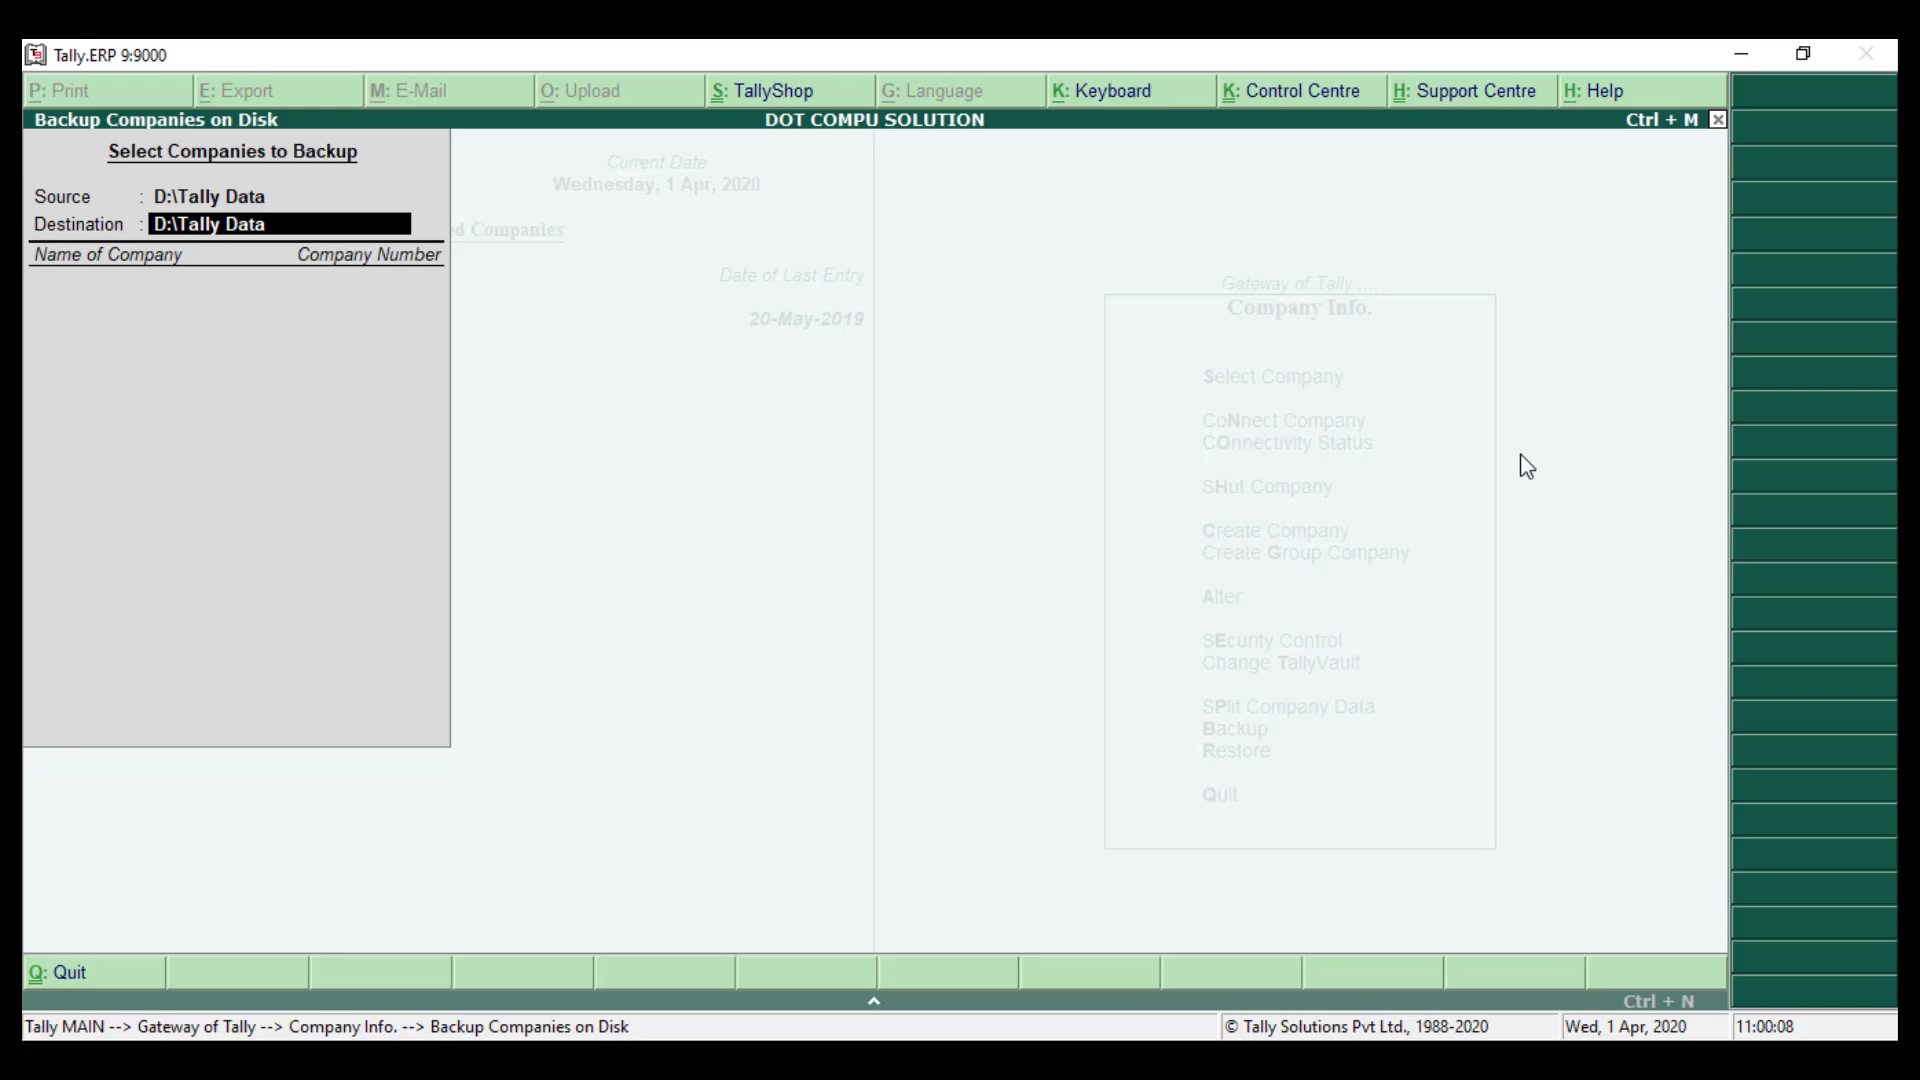 Tally.ERP 9:9000
P: Print E: Export M: E-Mail O: Upload S: TallyShop G: Language K: Keyboard K: Control Centre H: Support Centre H: Help
Backup Companies on Disk DOT COMPU SOLUTION Ctrl + M
Select Companies to Backup
Source : D:\Tally Data
Destination : D:\Tally Data
Name of Company Company Number
Current Date
Wednesday, 1 Apr, 2020
ed Companies
Date of Last Entry
20-May-2019
Gateway of Tally ....
Company Info.
Select Company
CoNnect Company
COnnectivity Status
SHut Company
Create Company
Create Group Company
Alter
SEcurity Control
Change TallyVault
SPlit Company Data
Backup
Restore
Quit
Q: Quit
Ctrl + N
Tally MAIN --> Gateway of Tally --> Company Info. --> Backup Companies on Disk © Tally Solutions Pvt Ltd., 1988-2020 Wed, 1 Apr, 2020 11:00:08